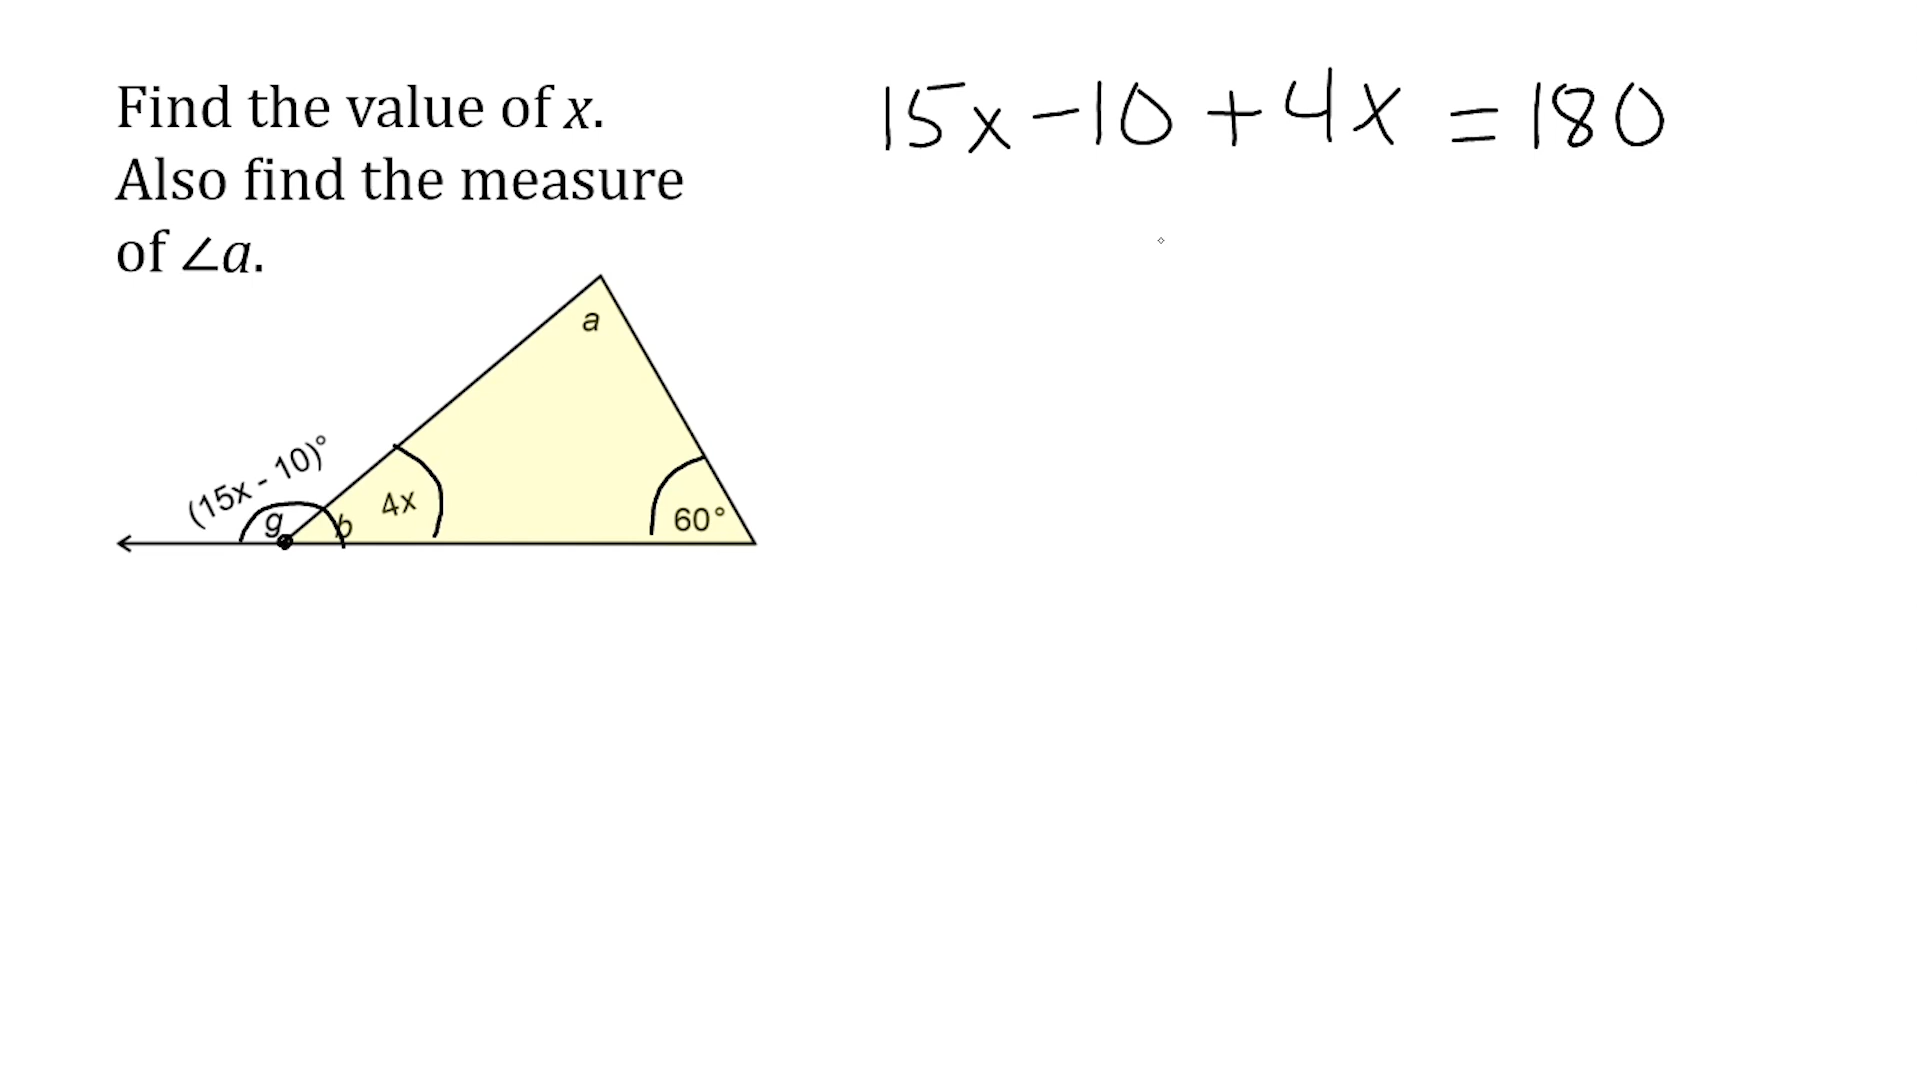 Find the value of x.
Also find the measure
of ∠a.
15x - 10 + 4x = 180
a
(15x - 10)°
g
b
4x
60°